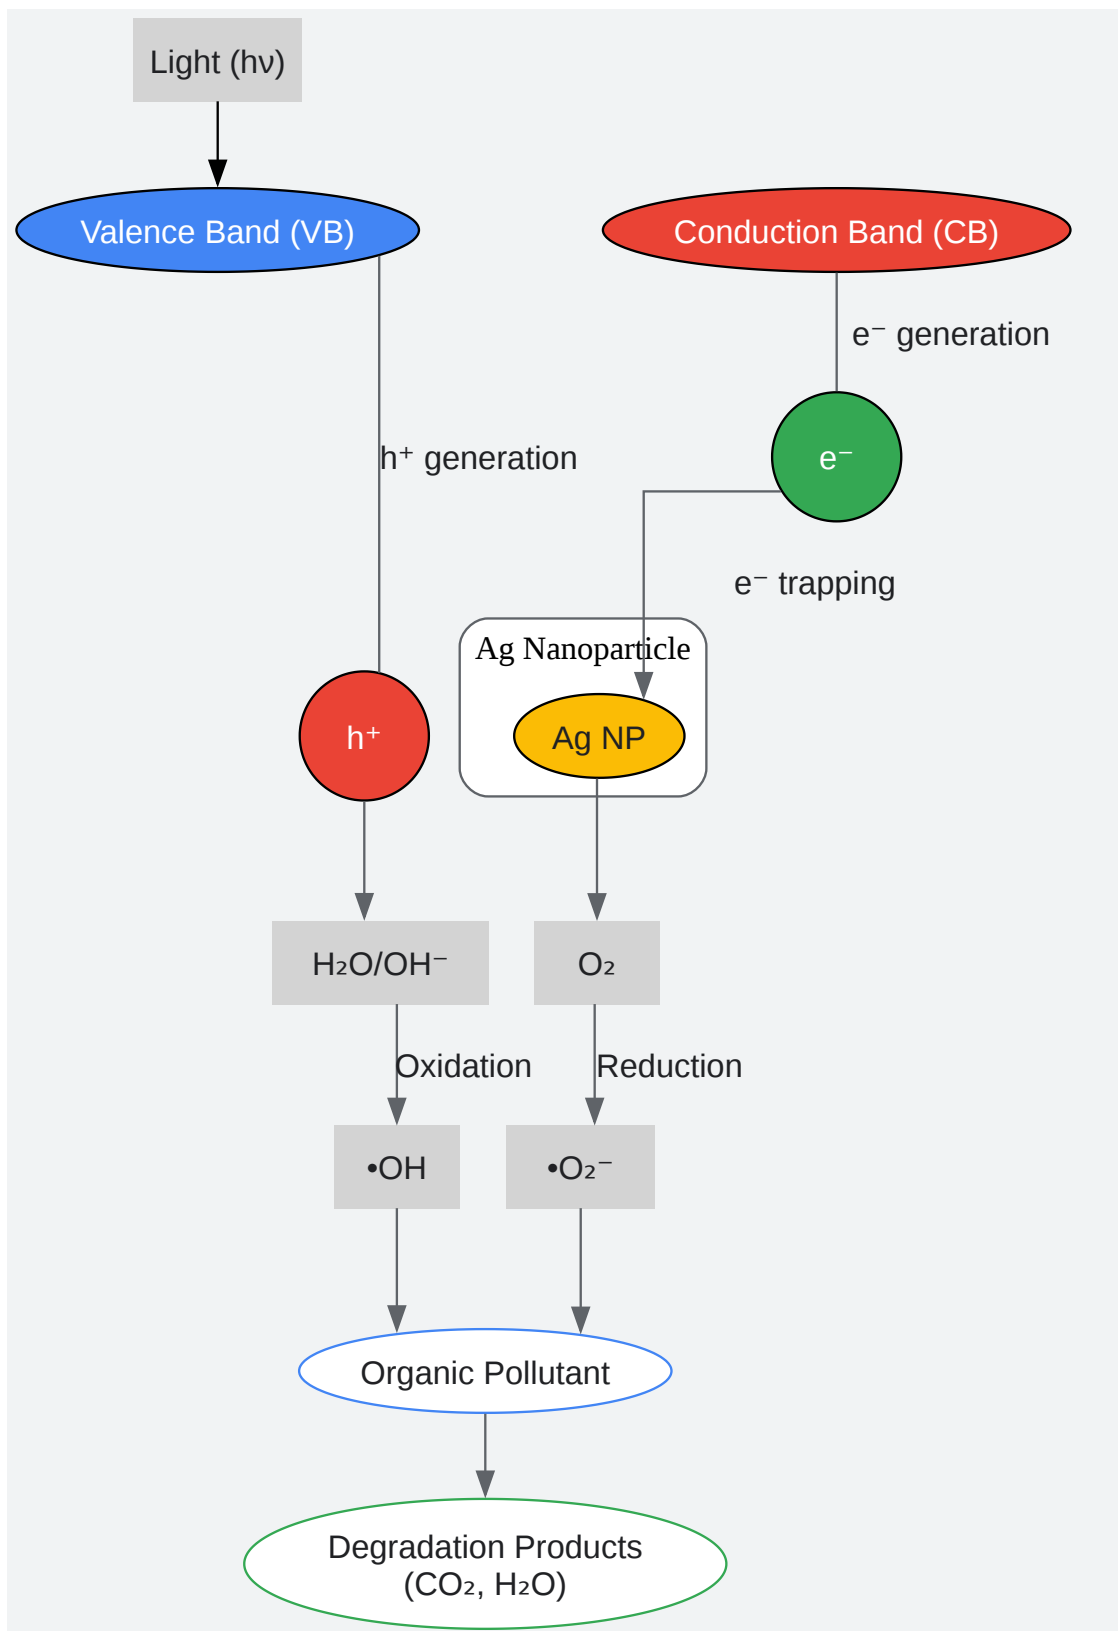 Light (hν)
Valence Band (VB)
Conduction Band (CB)
e⁻ generation
h⁺ generation
e⁻
e⁻ trapping
Ag Nanoparticle
h⁺
Ag NP
H₂O/OH⁻
O₂
Oxidation
Reduction
•OH
•O₂⁻
Organic Pollutant
Degradation Products
(CO₂, H₂O)